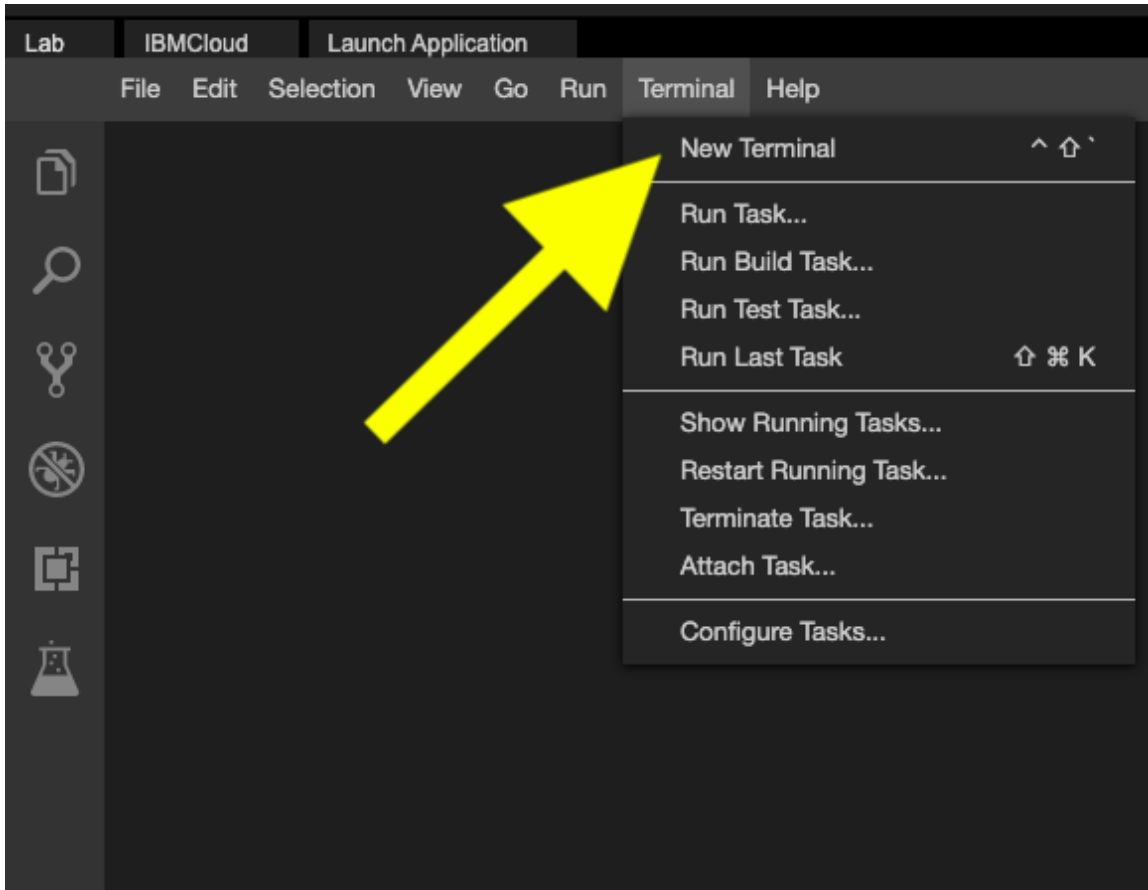 Lab IBMCloud Launch Application
File Edit Selection View Go Run Terminal Help
New Terminal ^ ⇧ `
Run Task...
Run Build Task...
Run Test Task...
Run Last Task ⇧ ⌘ K
Show Running Tasks...
Restart Running Task...
Terminate Task...
Attach Task...
Configure Tasks...